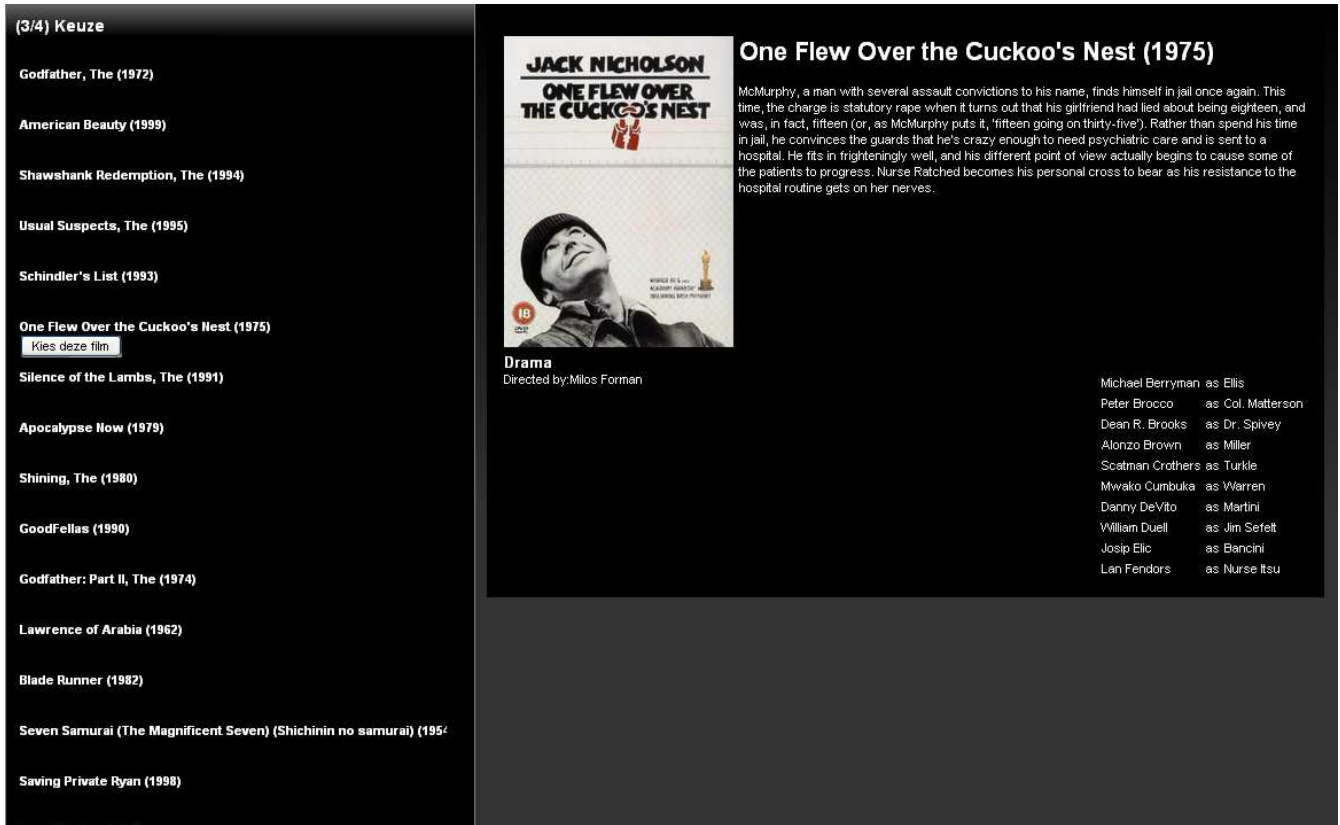 (3/4) Keuze
Godfather, The (1972)
American Beauty (1999)
Shawshank Redemption, The (1994)
Usual Suspects, The (1995)
Schindler's List (1993)
One Flew Over the Cuckoo's Nest (1975)
Kies deze film
Silence of the Lambs, The (1991)
Apocalypse Now (1979)
Shining, The (1980)
GoodFellas (1990)
Godfather: Part II, The (1974)
Lawrence of Arabia (1962)
Blade Runner (1982)
Seven Samurai (The Magnificent Seven) (Shichinin no samurai) (195
Saving Private Ryan (1998)
JACK NICHOLSON
ONE FLEW OVER
THE CUCKOO'S NEST
18
One Flew Over the Cuckoo's Nest (1975)
McMurphy, a man with several assault convictions to his name, finds himself in jail once again. This
time, the charge is statutory rape when it turns out that his girlfriend had lied about being eighteen, and
was, in fact, fifteen (or, as McMurphy puts it, 'fifteen going on thirty-five'). Rather than spend his time
in jail, he convinces the guards that he's crazy enough to need psychiatric care and is sent to a
hospital. He fits in frighteningly well, and his different point of view actually begins to cause some of
the patients to progress. Nurse Ratched becomes his personal cross to bear as his resistance to the
hospital routine gets on her nerves.
Drama
Directed by:Milos Forman
Michael Berryman as Ellis
Peter Brocco as Col. Matterson
Dean R. Brooks as Dr. Spivey
Alonzo Brown as Miller
Scatman Crothers as Turkle
Mwako Cumbuka as Warren
Danny DeVito as Martini
William Duell as Jim Sefelt
Josip Elic as Bancini
Lan Fendors as Nurse Itsu